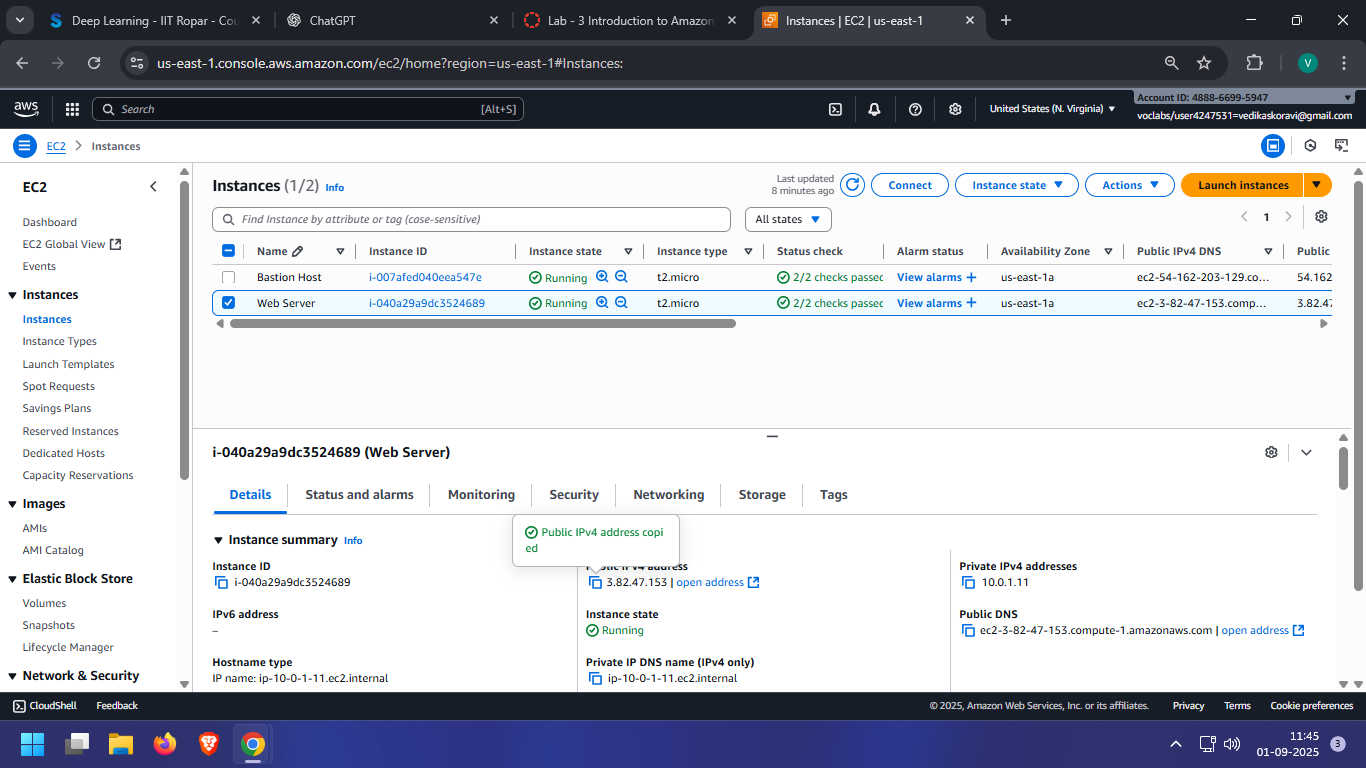 Deep Learning - IIT Ropar - Cou
ChatGPT
Lab - 3 Introduction to Amazon
Instances | EC2 | us-east-1
us-east-1.console.aws.amazon.com/ec2/home?region=us-east-1#Instances:
V
aws
Search
[Alt+S]
United States (N. Virginia)
Account ID: 4888-6699-5947
voclabs/user4247531=vedikaskoravi@gmail.com
EC2
Instances
EC2
Dashboard
EC2 Global View
Events
Instances
Instances
Instance Types
Launch Templates
Spot Requests
Savings Plans
Reserved Instances
Dedicated Hosts
Capacity Reservations
Images
AMIs
AMI Catalog
Elastic Block Store
Volumes
Snapshots
Lifecycle Manager
Network & Security
Instances (1/2) Info
Last updated
8 minutes ago
Connect
Instance state
Actions
Launch instances
Find Instance by attribute or tag (case-sensitive)
All states
1
Name Instance ID Instance state Instance type Status check Alarm status Availability Zone Public IPv4 DNS Public
Bastion Host i-007afed040eea547e Running t2.micro 2/2 checks passec View alarms + us-east-1a ec2-54-162-203-129.co... 54.162
Web Server i-040a29a9dc3524689 Running t2.micro 2/2 checks passec View alarms + us-east-1a ec2-3-82-47-153.comp... 3.82.47
i-040a29a9dc3524689 (Web Server)
Details Status and alarms Monitoring Security Networking Storage Tags
Public IPv4 address copi
ed
Instance summary Info
Instance ID
i-040a29a9dc3524689
Public IPv4 address
3.82.47.153 | open address
Private IPv4 addresses
10.0.1.11
IPv6 address
–
Instance state
Running
Public DNS
ec2-3-82-47-153.compute-1.amazonaws.com | open address
Hostname type
IP name: ip-10-0-1-11.ec2.internal
Private IP DNS name (IPv4 only)
ip-10-0-1-11.ec2.internal
CloudShell
Feedback
© 2025, Amazon Web Services, Inc. or its affiliates.
Privacy
Terms
Cookie preferences
11:45
01-09-2025
3